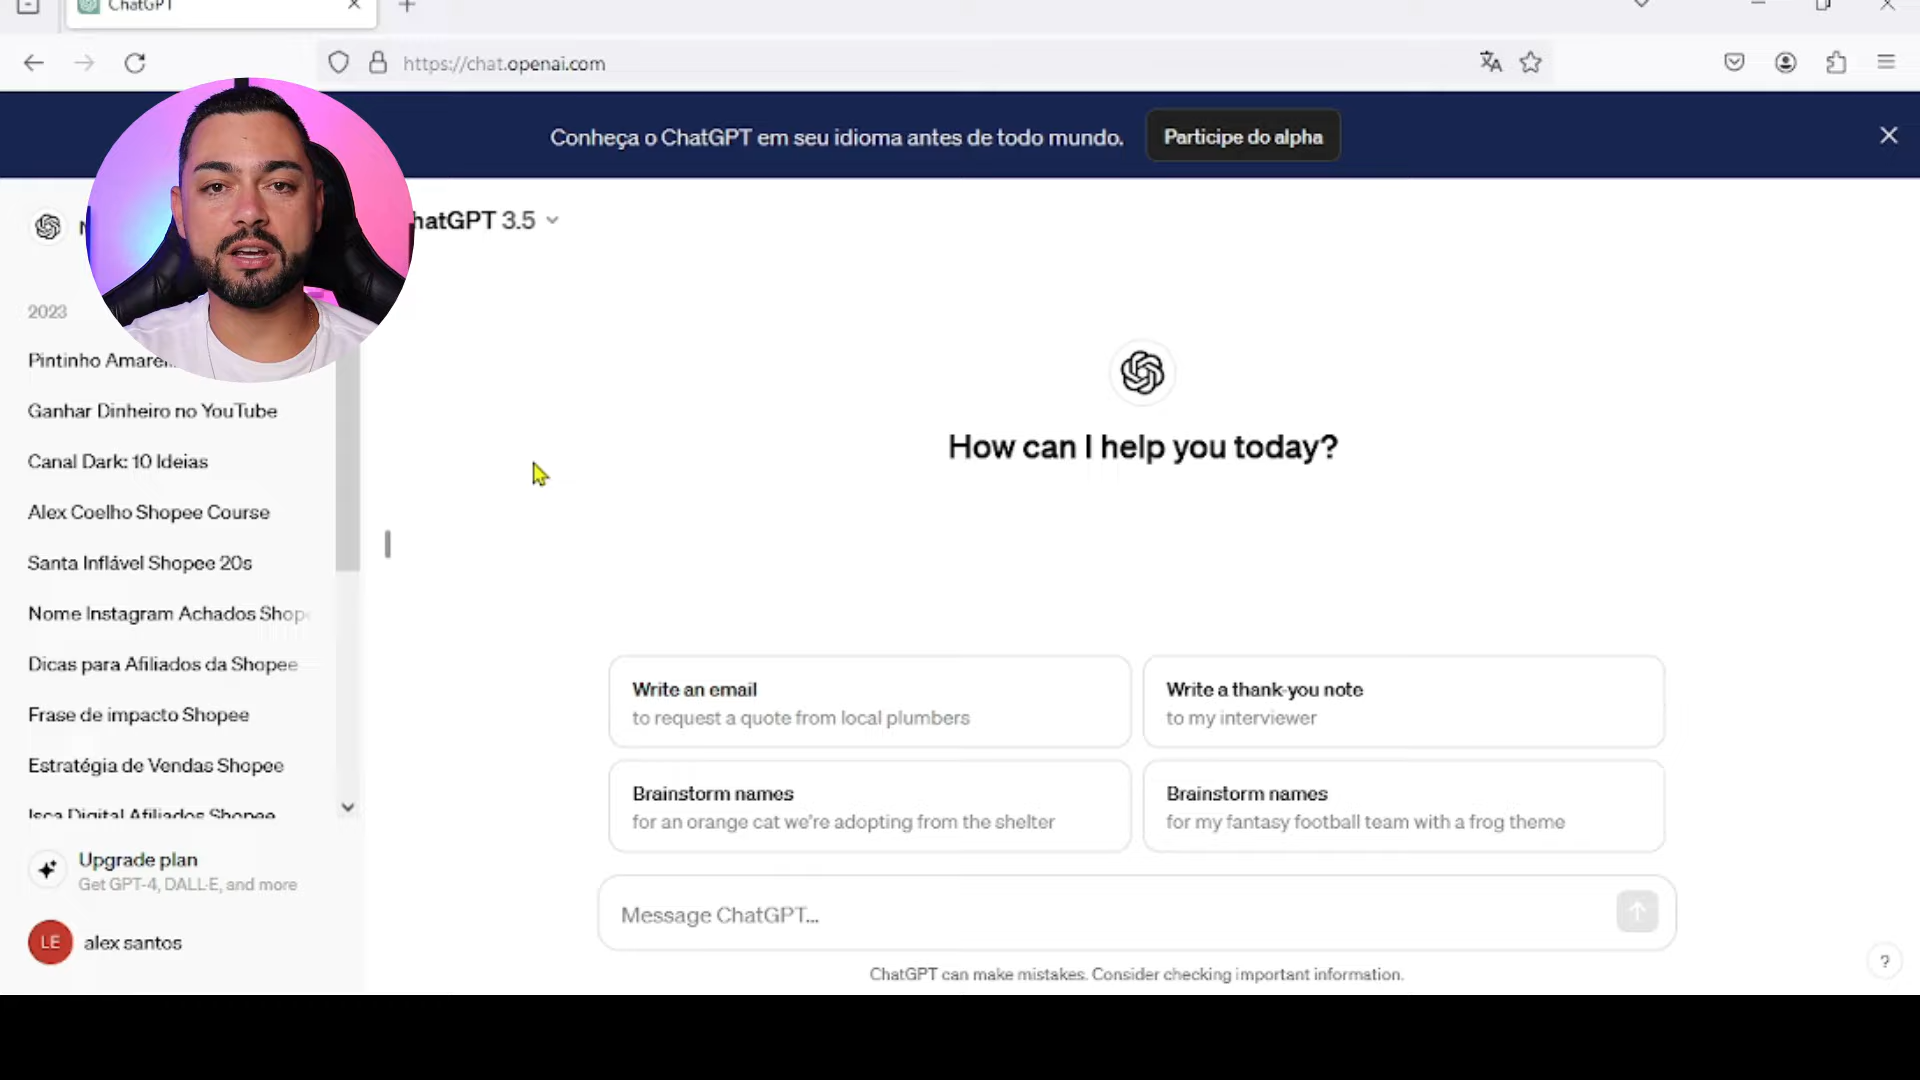 ChatGPT
https://chat.openai.com
Conheça o ChatGPT em seu idioma antes de todo mundo.
Participe do alpha
hatGPT 3.5
2023
Pintinho Amarel...
Ganhar Dinheiro no YouTube
Canal Dark: 10 Ideias
Alex Coelho Shopee Course
Santa Inflável Shopee 20s
Nome Instagram Achados Shop
Dicas para Afiliados da Shopee
Frase de impacto Shopee
Estratégia de Vendas Shopee
Isca Digital Afiliados Shopee
Upgrade plan
Get GPT-4, DALL·E, and more
LE
alex santos
How can I help you today?
Write an email
to request a quote from local plumbers
Write a thank-you note
to my interviewer
Brainstorm names
for an orange cat we're adopting from the shelter
Brainstorm names
for my fantasy football team with a frog theme
Message ChatGPT...
ChatGPT can make mistakes. Consider checking important information.
?